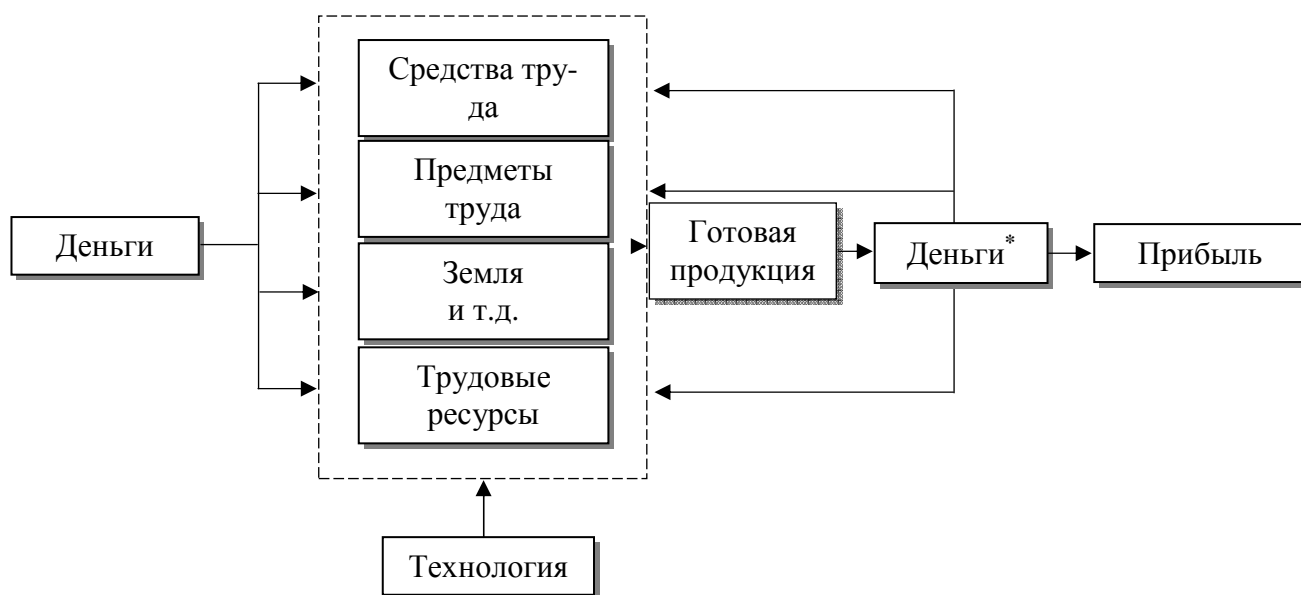 Средства тру-
да
Предметы
труда
Деньги
Земля
и т.д.
Готовая
продукция
Деньги*
Прибыль
Трудовые
ресурсы
Технология